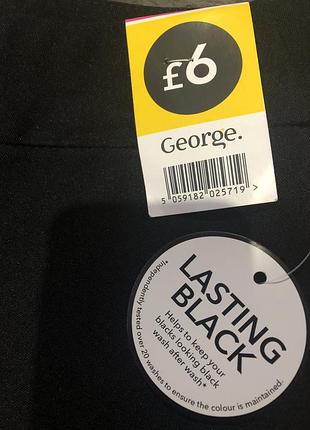 £6
George.
5 059182 025719 >
LASTING
BLACK
Helps to keep your
blacks looking black
wash after wash*
*Independently tested over 20 washes to ensure the colour is maintained.